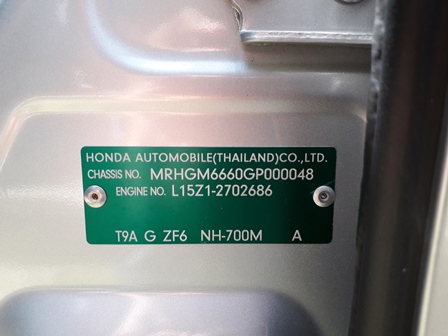 HONDA AUTOMOBILE(THAILAND)CO.,LTD.
CHASSIS NO. MRHGM6660GP000048
ENGINE NO. L15Z1-2702686
T9A G ZF6 NH-700M A